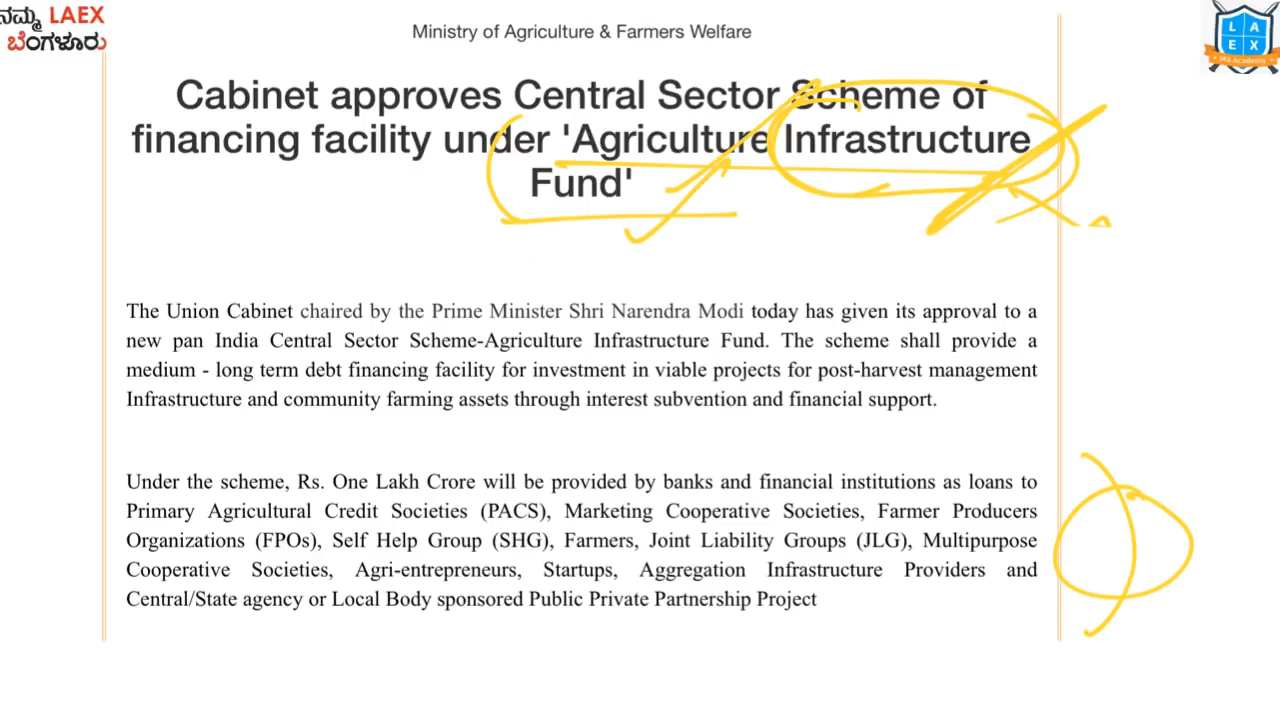 ನಮ್ಮ LAEX
ಬೆಂಗಳೂರು
L A
E X
IAS Academy
Ministry of Agriculture & Farmers Welfare
Cabinet approves Central Sector Scheme of
financing facility under 'Agriculture Infrastructure
Fund'
The Union Cabinet chaired by the Prime Minister Shri Narendra Modi today has given its approval to a
new pan India Central Sector Scheme-Agriculture Infrastructure Fund. The scheme shall provide a
medium - long term debt financing facility for investment in viable projects for post-harvest management
Infrastructure and community farming assets through interest subvention and financial support.
Under the scheme, Rs. One Lakh Crore will be provided by banks and financial institutions as loans to
Primary Agricultural Credit Societies (PACS), Marketing Cooperative Societies, Farmer Producers
Organizations (FPOs), Self Help Group (SHG), Farmers, Joint Liability Groups (JLG), Multipurpose
Cooperative Societies, Agri-entrepreneurs, Startups, Aggregation Infrastructure Providers and
Central/State agency or Local Body sponsored Public Private Partnership Project